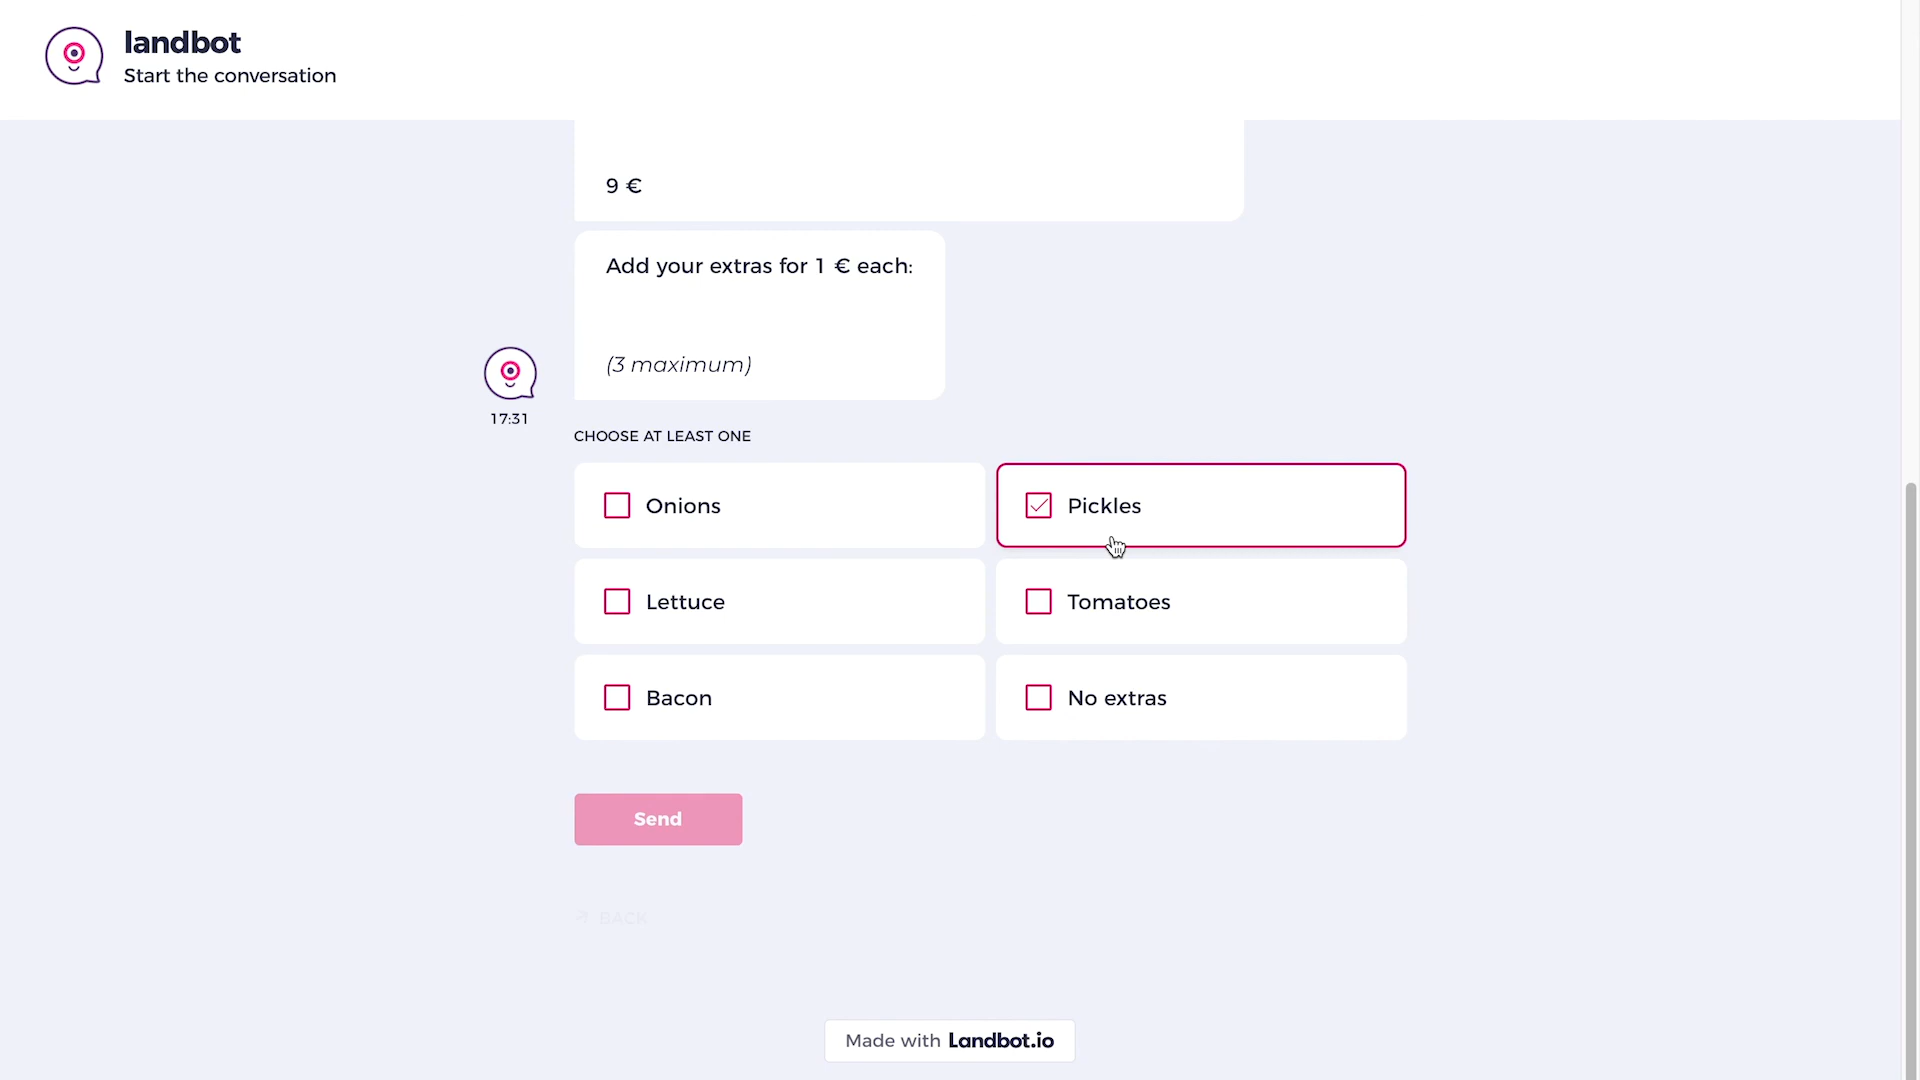 landbot
Start the conversation
9 €
Add your extras for 1 € each:
(3 maximum)
17:31
CHOOSE AT LEAST ONE
Onions
Pickles
Lettuce
Tomatoes
Bacon
No extras
Send
BACK
Made with Landbot.io